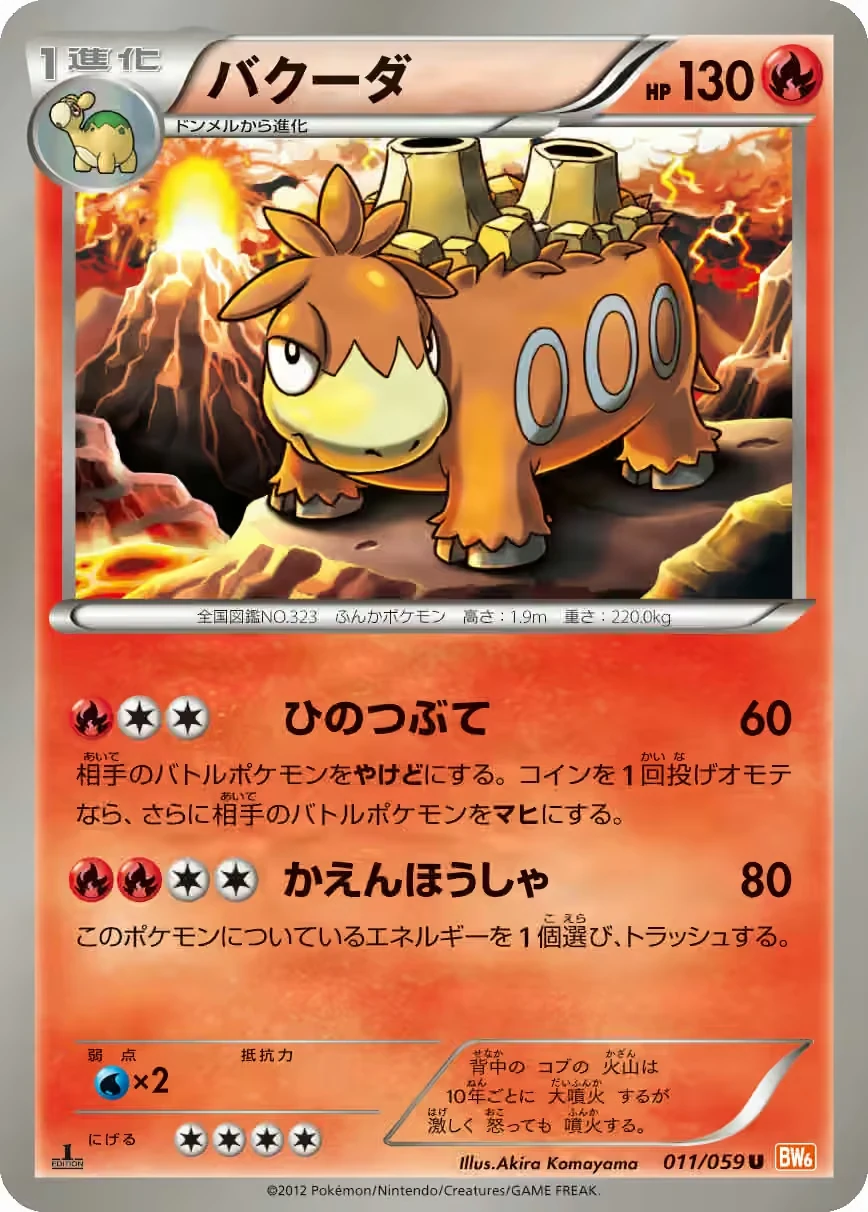 1進化
バクーダ
HP 130
ドンメルから進化
全国図鑑NO.323 ふんかポケモン 高さ：1.9m 重さ：220.0kg
ひのつぶて 60
相手のバトルポケモンをやけどにする。コインを1回投げオモテ
なら、さらに相手のバトルポケモンをマヒにする。
かえんほうしゃ 80
このポケモンについているエネルギーを1個選び、トラッシュする。
弱点 抵抗力
×2
にげる
背中の コブの 火山は
10年ごとに 大噴火 するが
激しく 怒っても 噴火する。
1 EDITION
Illus.Akira Komayama 011/059 U BW6
©2012 Pokémon/Nintendo/Creatures/GAME FREAK.